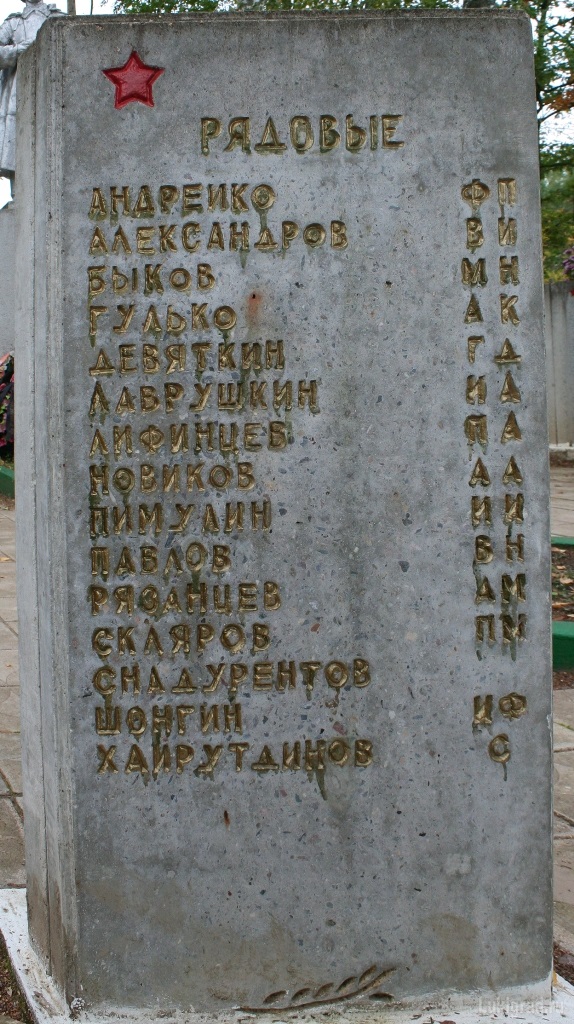 РЯДОВЫЕ
АНДРЕЙКО Ф П
АЛЕКСАНДРОВ В И
БЫКОВ М Н
ГУЛЬКО А К
ДЕВЯТКИН Г Д
ЛАВРУШКИН И А
ЛИФИНЦЕВ П А
НОВИКОВ А А
ПИМУЛИН И И
ПАВЛОВ В Н
РЯЗАНЦЕВ Д М
СКЛЯРОВ П М
СНАДУРЕНТОВ
ШОНГИН И Ф
ХАЙРУТДИНОВ С